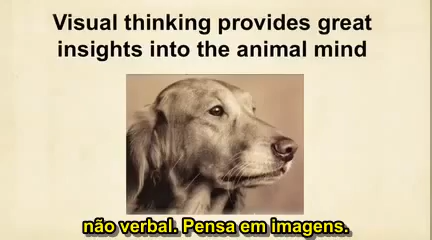 Visual thinking provides great
insights into the animal mind
não verbal. Pensa em imagens.